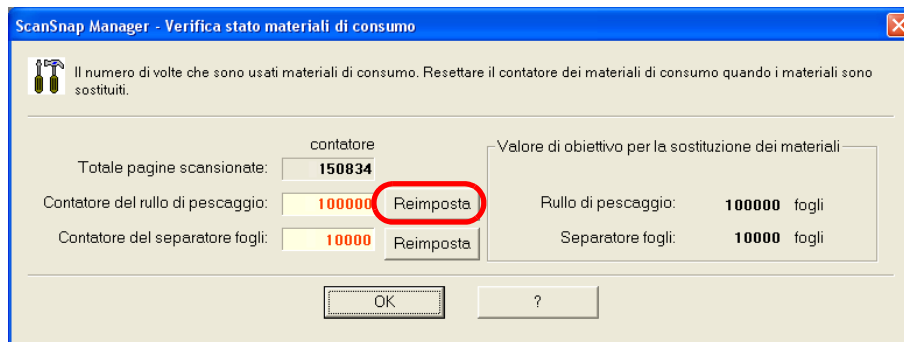 ScanSnap Manager - Verifica stato materiali di consumo
Il numero di volte che sono usati materiali di consumo. Resettare il contatore dei materiali di consumo quando i materiali sono
sostituiti.
contatore
Totale pagine scansionate: 150834
Contatore del rullo di pescaggio: 100000 Reimposta
Contatore del separatore fogli: 10000 Reimposta
Valore di obiettivo per la sostituzione dei materiali
Rullo di pescaggio: 100000 fogli
Separatore fogli: 10000 fogli
OK ?